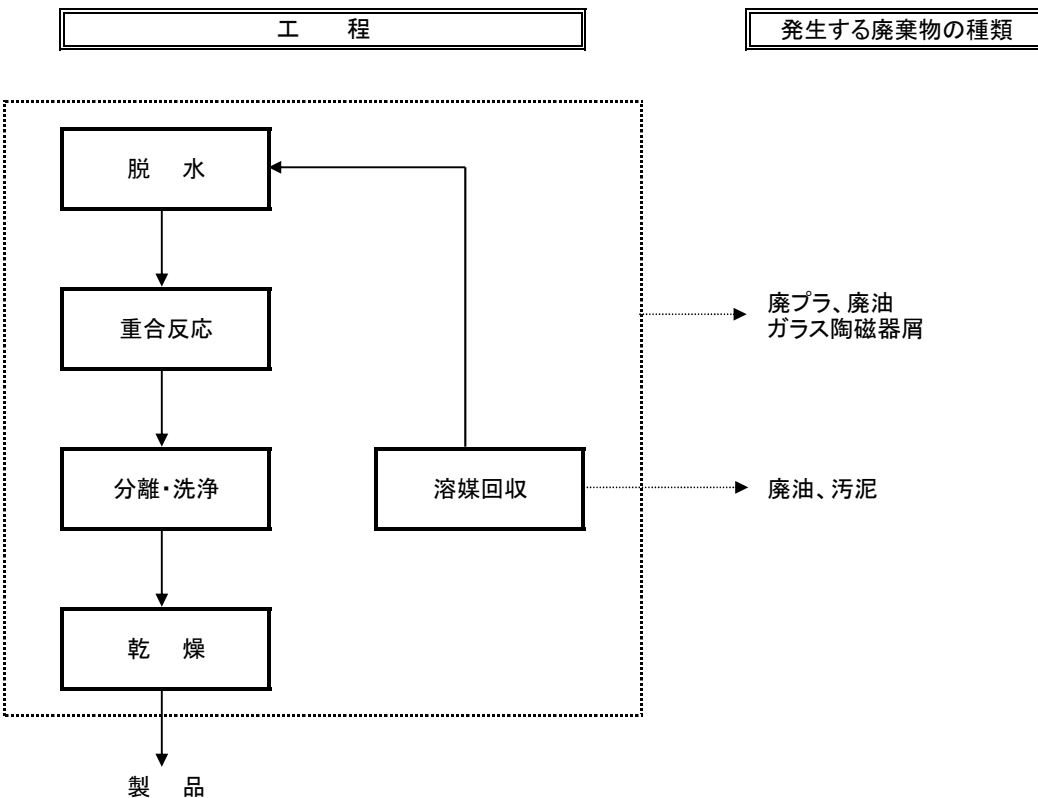 工　程
発生する廃棄物の種類
脱　水
重合反応
廃プラ、廃油
ガラス陶磁器屑
分離・洗浄
溶媒回収
廃油、汚泥
乾　燥
製　品